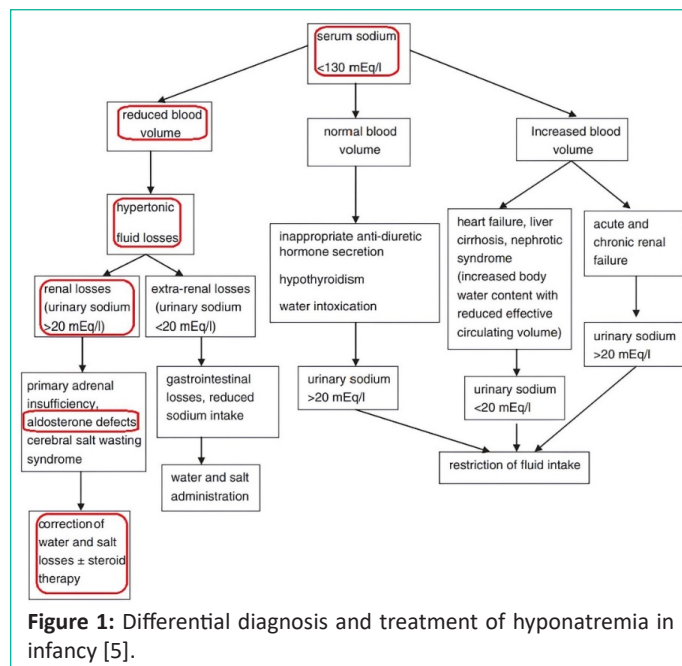 serum sodium
<130 mEq/l
reduced blood
volume
normal blood
volume
Increased blood
volume
hypertonic
fluid losses
renal losses
(urinary sodium
>20 mEq/l)
extra-renal losses
(urinary sodium
<20 mEq/l)
inappropriate anti-diuretic
hormone secretion
hypothyroidism
water intoxication
heart failure, liver
cirrhosis, nephrotic
syndrome
(increased body
water content with
reduced effective
circulating volume)
acute and
chronic renal
failure
primary adrenal
insufficiency,
aldosterone defects
cerebral salt wasting
syndrome
gastrointestinal
losses, reduced
sodium intake
urinary sodium
>20 mEq/l
urinary sodium
<20 mEq/l
urinary sodium
>20 mEq/l
water and salt
administration
restriction of fluid intake
correction of
water and salt
losses ± steroid
therapy
Figure 1: Differential diagnosis and treatment of hyponatremia in
infancy [5].